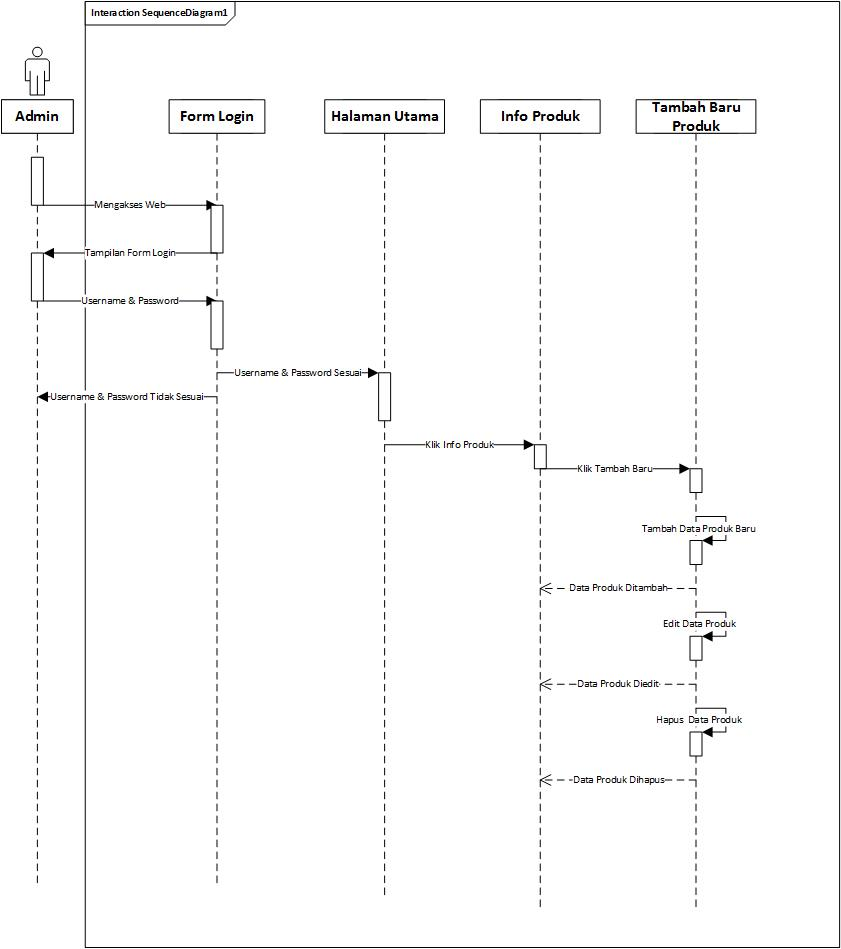 Interaction SequenceDiagram1
Admin
Form Login
Halaman Utama
Info Produk
Tambah Baru
Produk
Mengakses Web
Tampilan Form Login
Username & Password
Username & Password Sesuai
Username & Password Tidak Sesuai
Klik Info Produk
Klik Tambah Baru
Tambah Data Produk Baru
Data Produk Ditambah
Edit Data Produk
Data Produk Diedit
Hapus Data Produk
Data Produk Dihapus